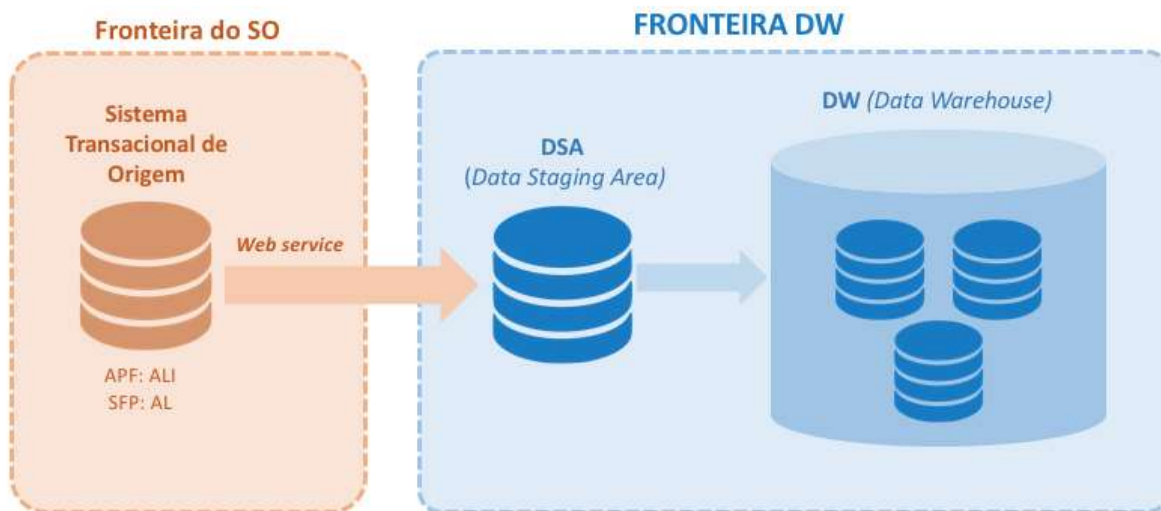 Fronteira do SO
FRONTEIRA DW
Sistema
Transacional de
Origem
Web service
APF: ALI
SFP: AL
DSA
(Data Staging Area)
DW (Data Warehouse)